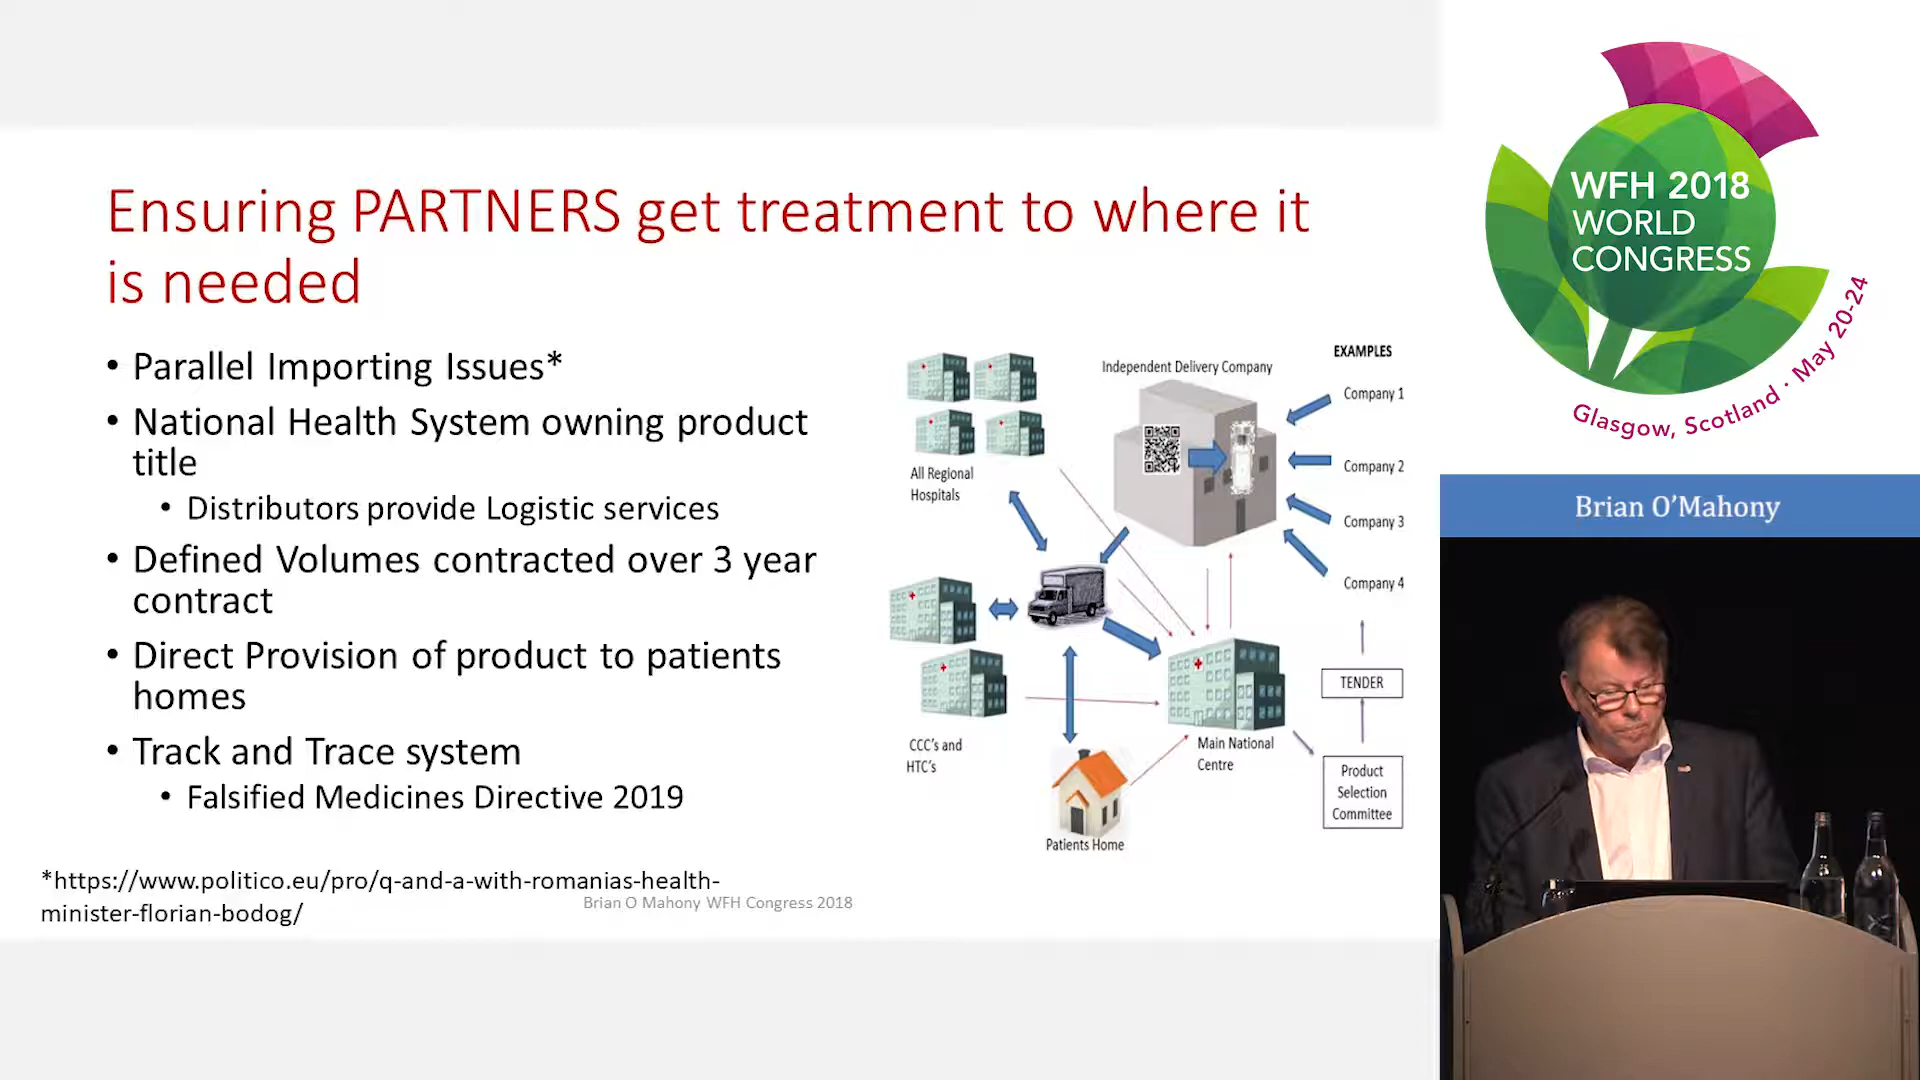 Ensuring PARTNERS get treatment to where it
is needed
• Parallel Importing Issues*
• National Health System owning product
title
• Distributors provide Logistic services
• Defined Volumes contracted over 3 year
contract
• Direct Provision of product to patients
homes
• Track and Trace system
• Falsified Medicines Directive 2019
*https://www.politico.eu/pro/q-and-a-with-romanias-health-
minister-florian-bodog/
Brian O Mahony WFH Congress 2018
EXAMPLES
Independent Delivery Company
Company 1
Company 2
Company 3
Company 4
All Regional
Hospitals
TENDER
CCC's and
HTC's
Main National
Centre
Product
Selection
Committee
Patients Home
WFH 2018
WORLD
CONGRESS
Glasgow, Scotland · May 20-24
Brian O’Mahony